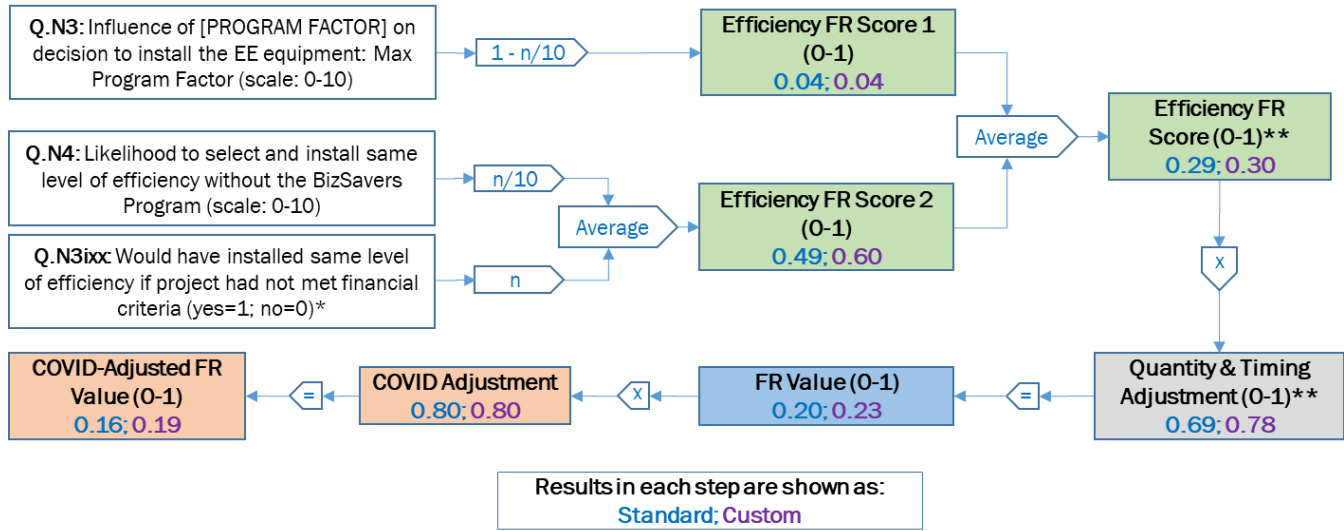 Q.N3: Influence of [PROGRAM FACTOR] on
decision to install the EE equipment: Max
Program Factor (scale: 0-10)
1 - n/10
Efficiency FR Score 1
(0-1)
0.04; 0.04
Q.N4: Likelihood to select and install same
level of efficiency without the BizSavers
Program (scale: 0-10)
n/10
Q.N3ixx: Would have installed same level
of efficiency if project had not met financial
criteria (yes=1; no=0)*
n
Average
Efficiency FR Score 2
(0-1)
0.49; 0.60
Average
Efficiency FR
Score (0-1)**
0.29; 0.30
x
Quantity & Timing
Adjustment (0-1)**
0.69; 0.78
=
FR Value (0-1)
0.20; 0.23
x
COVID Adjustment
0.80; 0.80
=
COVID-Adjusted FR
Value (0-1)
0.16; 0.19
Results in each step are shown as:
Standard; Custom